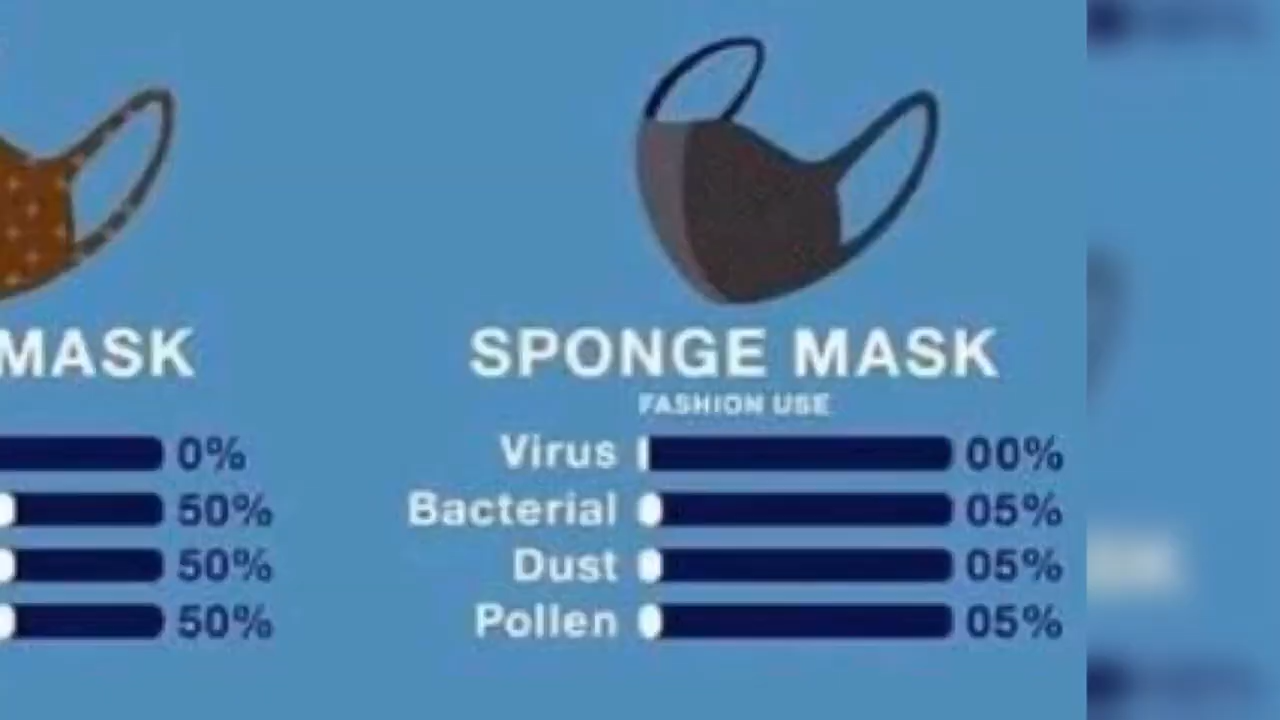 MASK
0%
50%
50%
50%
SPONGE MASK
FASHION USE
Virus 00%
Bacterial 05%
Dust 05%
Pollen 05%